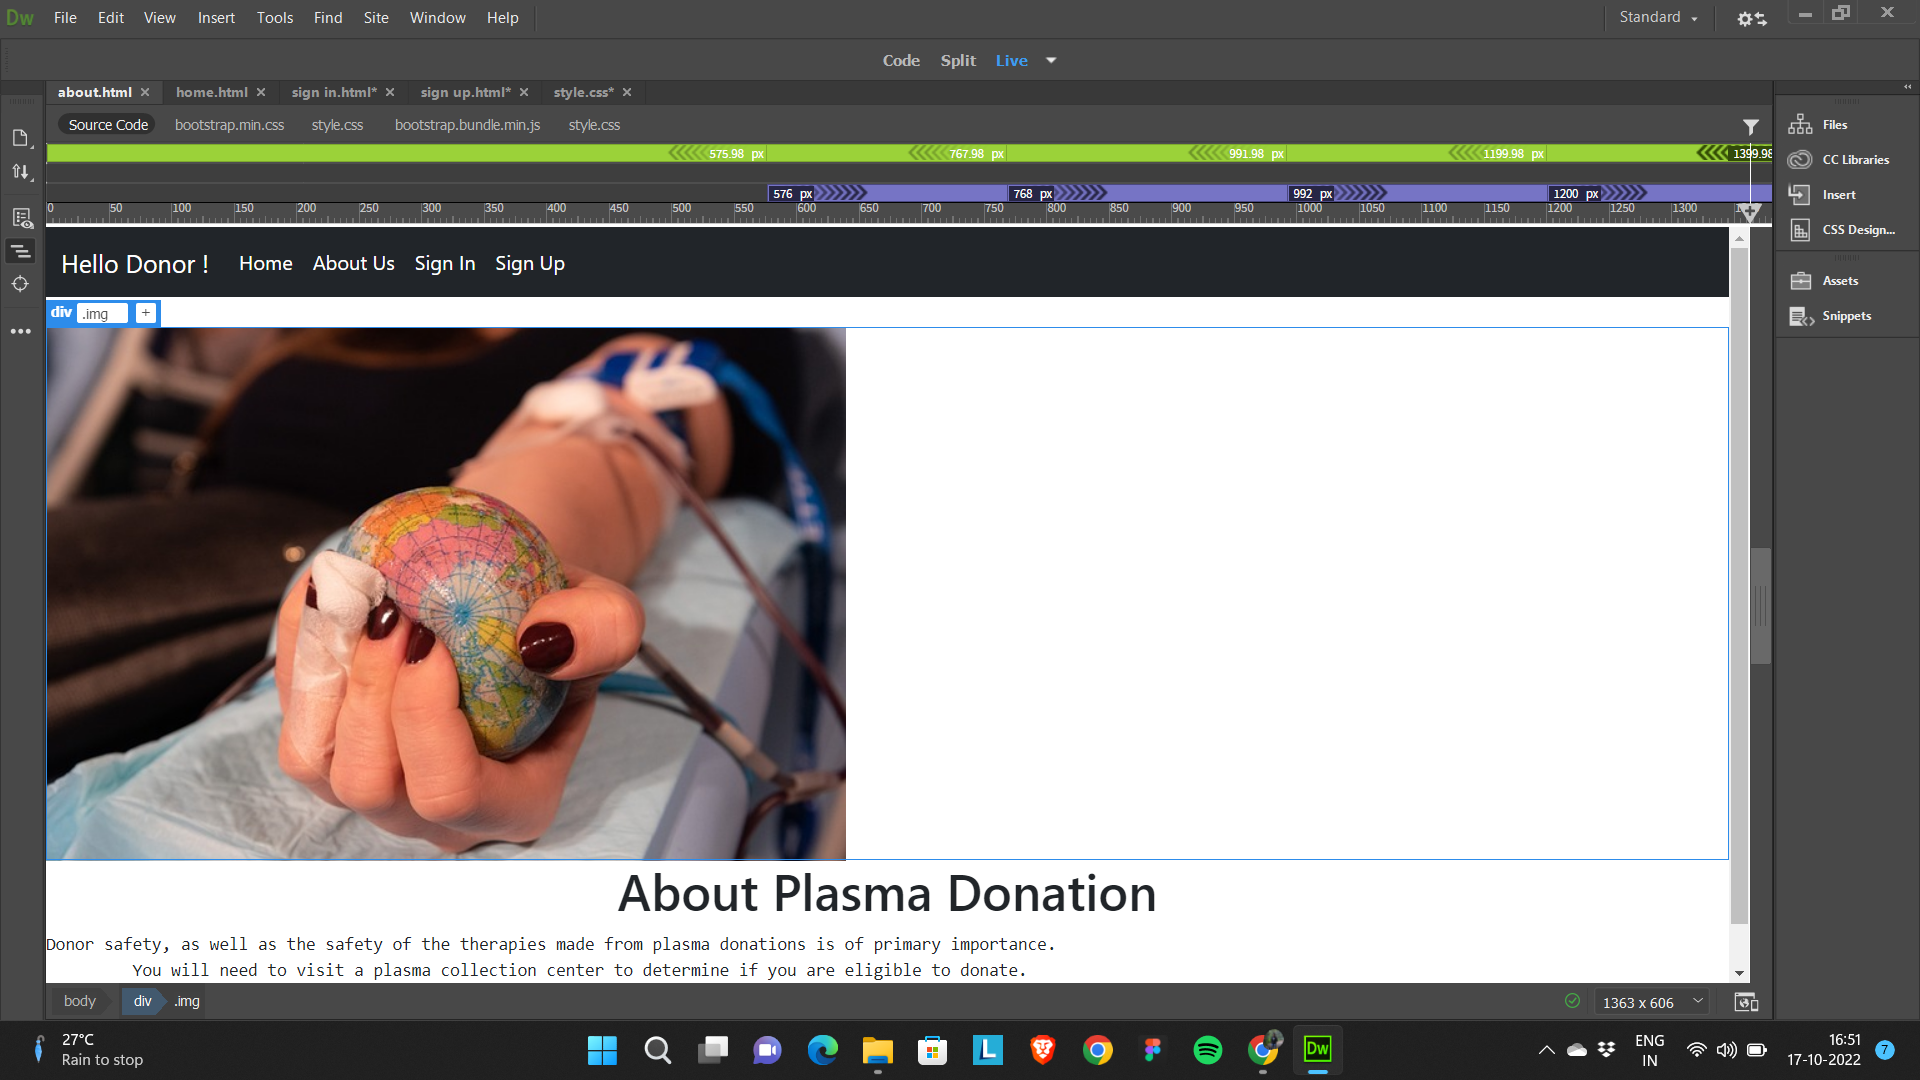 Dw File Edit View Insert Tools Find Site Window Help Standard
Code Split Live
about.html home.html sign in.html* sign up.html* style.css*
Source Code bootstrap.min.css style.css bootstrap.bundle.min.js style.css
575.98 px 767.98 px 991.98 px 1199.98 px 1399.98
576 px 768 px 992 px 1200 px
0 50 100 150 200 250 300 350 400 450 500 550 600 650 700 750 800 850 900 950 1000 1050 1100 1150 1200 1250 1300
Hello Donor ! Home About Us Sign In Sign Up
div .img +
About Plasma Donation
Donor safety, as well as the safety of the therapies made from plasma donations is of primary importance.
You will need to visit a plasma collection center to determine if you are eligible to donate.
body div .img 1363 x 606
Files
CC Libraries
Insert
CSS Design...
Assets
Snippets
27°C
Rain to stop
L
Dw
ENG
IN
16:51
17-10-2022
7